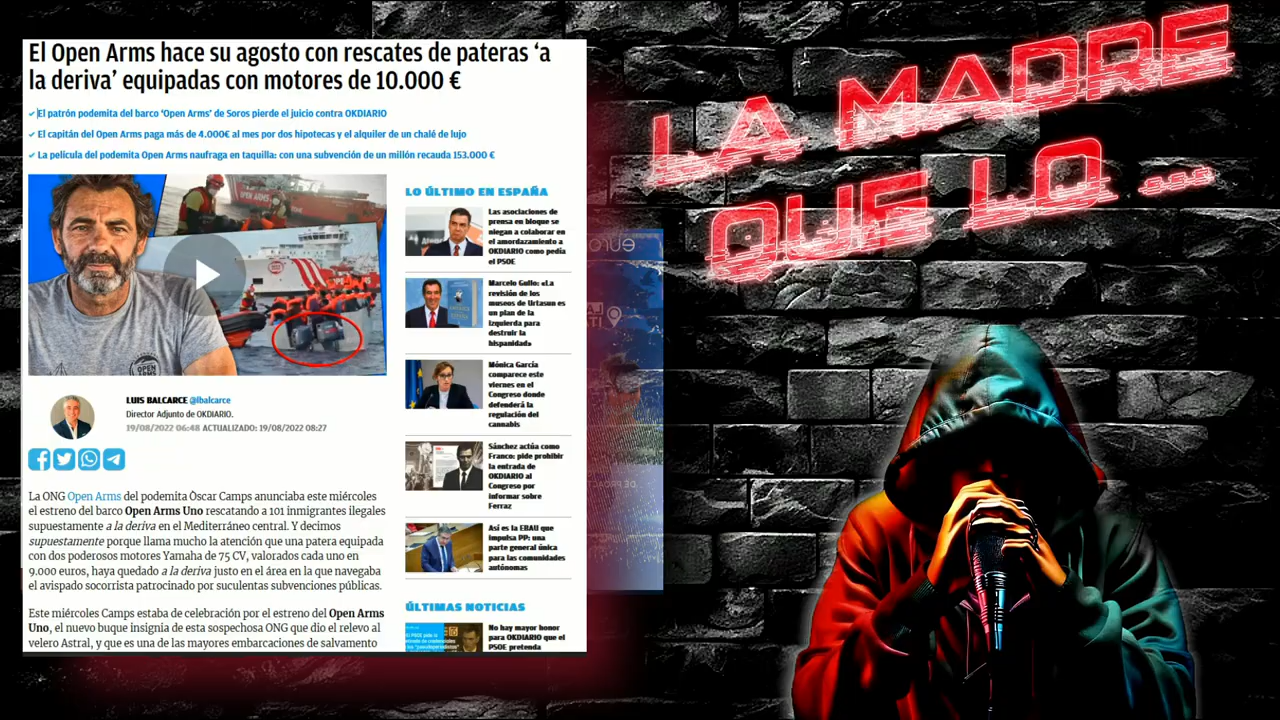 El Open Arms hace su agosto con rescates de pateras ‘a
la deriva’ equipadas con motores de 10.000 €
El patrón podemita del barco ‘Open Arms’ de Soros pierde el juicio contra OKDIARIO
El capitán del Open Arms paga más de 4.000€ al mes por dos hipotecas y el alquiler de un chalé de lujo
La película del podemita Open Arms naufraga en taquilla: con una subvención de un millón recauda 153.000 €
OPEN ARMS
OPEN
LUIS BALCARCE @lbalcarce
Director Adjunto de OKDIARIO.
19/08/2022 06:48 ACTUALIZADO: 19/08/2022 08:27
La ONG Open Arms del podemita Òscar Camps anunciaba este miércoles
el estreno del barco Open Arms Uno rescatando a 101 inmigrantes ilegales
supuestamente a la deriva en el Mediterráneo central. Y decimos
supuestamente porque llama mucho la atención que una patera equipada
con dos poderosos motores Yamaha de 75 CV, valorados cada uno en
9.000 euros, haya quedado a la deriva justo en el área en la que navegaba
el avispado socorrista patrocinado por suculentas subvenciones públicas.
Este miércoles Camps estaba de celebración por el estreno del Open Arms
Uno, el nuevo buque insignia de esta sospechosa ONG que dio el relevo al
velero Astral, y que es una de las mayores embarcaciones de salvamento
LO ÚLTIMO EN ESPAÑA
Las asociaciones de
prensa en bloque se
niegan a colaborar en
el amordazamiento a
OKDIARIO como pedía
el PSOE
Marcelo Gullo: «La
revisión de los
museos de Urtasun es
un plan de la
izquierda para
destruir la
hispanidad»
Mónica García
comparece este
viernes en el
Congreso donde
defenderá la
regulación del
cannabis
Sánchez actúa como
Franco: pide prohibir
la entrada de
OKDIARIO al
Congreso por
informar sobre
Ferraz
Así es la EBAU que
impulsa PP: una
parte general única
para las comunidades
autónomas
ÚLTIMAS NOTICIAS
No hay mayor honor
para OKDIARIO que el
PSOE pretenda
LA MADRE
QUE LO ...